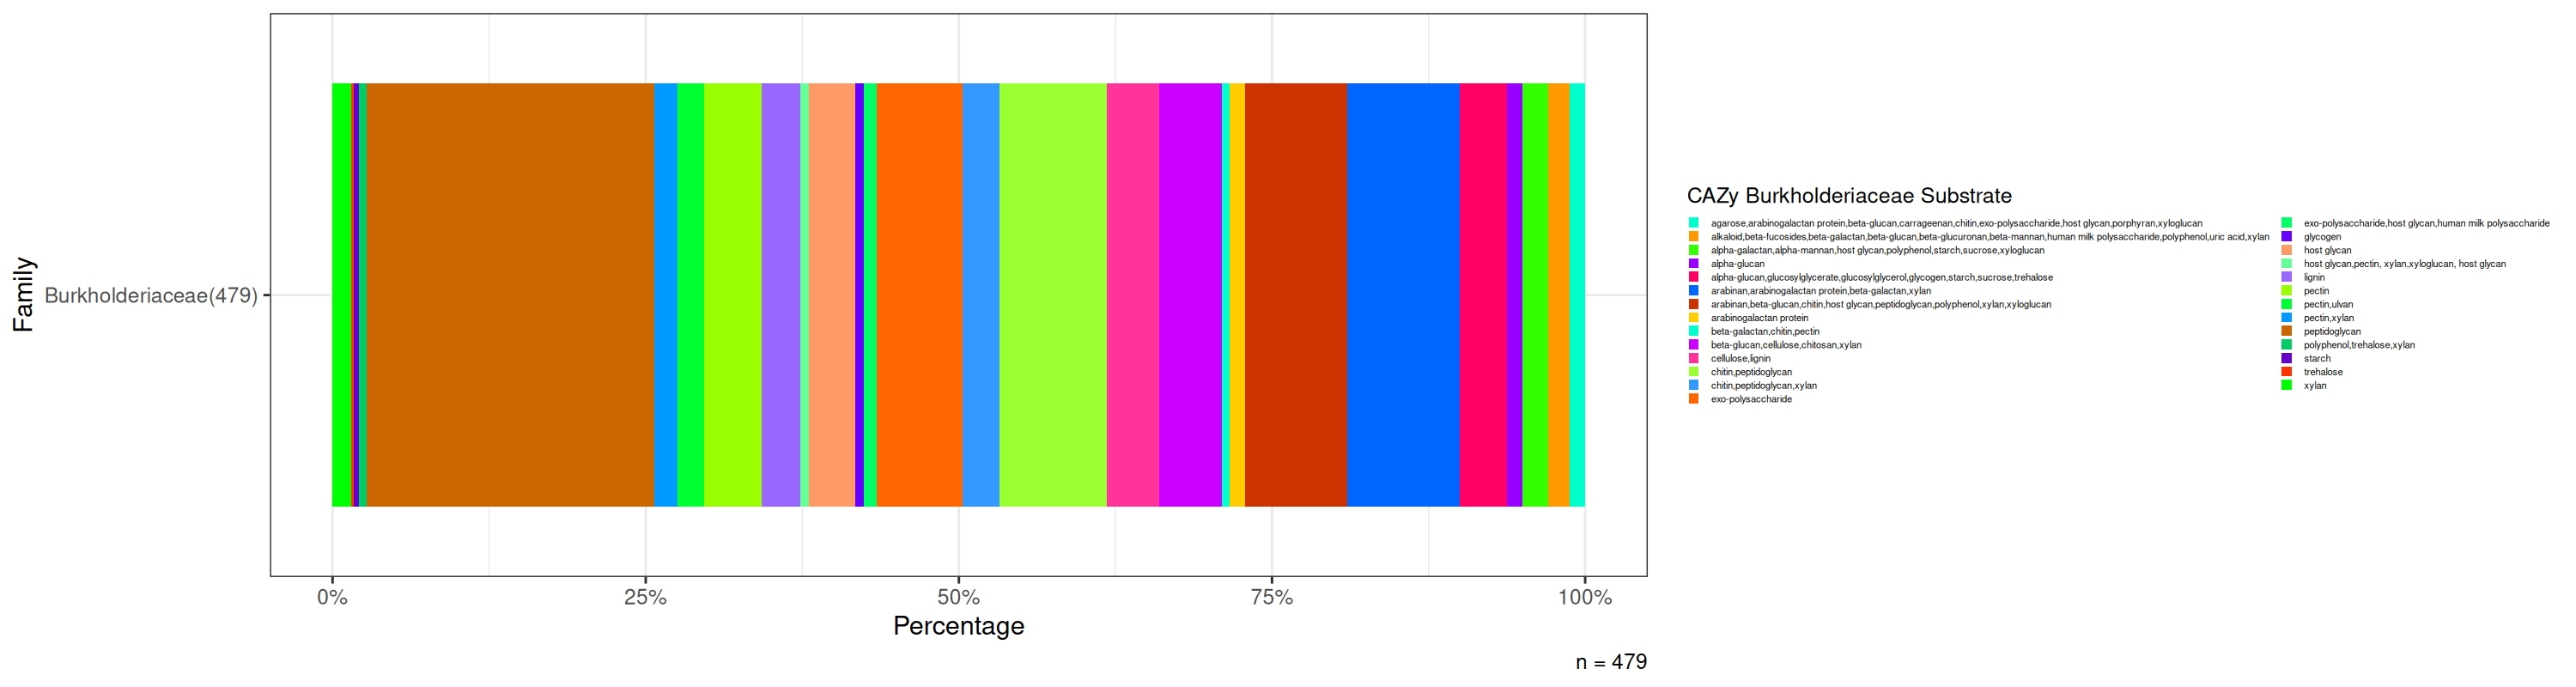 Family
Burkholderiaceae(479)
0%
25%
50%
75%
100%
Percentage
n = 479
CAZy Burkholderiaceae Substrate
agarose,arabinogalactan protein,beta-glucan,carrageenan,chitin,exo-polysaccharide,host glycan,porphyran,xyloglucan
alkaloid,beta-fucosides,beta-galactan,beta-glucan,beta-glucuronan,beta-mannan,human milk polysaccharide,polyphenol,uric acid,xylan
alpha-galactan,alpha-mannan,host glycan,polyphenol,starch,sucrose,xyloglucan
alpha-glucan
alpha-glucan,glucosylglycerate,glucosylglycerol,glycogen,starch,sucrose,trehalose
arabinan,arabinogalactan protein,beta-galactan,xylan
arabinan,beta-glucan,chitin,host glycan,peptidoglycan,polyphenol,xylan,xyloglucan
arabinogalactan protein
beta-galactan,chitin,pectin
beta-glucan,cellulose,chitosan,xylan
cellulose,lignin
chitin,peptidoglycan
chitin,peptidoglycan,xylan
exo-polysaccharide
exo-polysaccharide,host glycan,human milk polysaccharide
glycogen
host glycan
host glycan,pectin, xylan,xyloglucan, host glycan
lignin
pectin
pectin,ulvan
pectin,xylan
peptidoglycan
polyphenol,trehalose,xylan
starch
trehalose
xylan